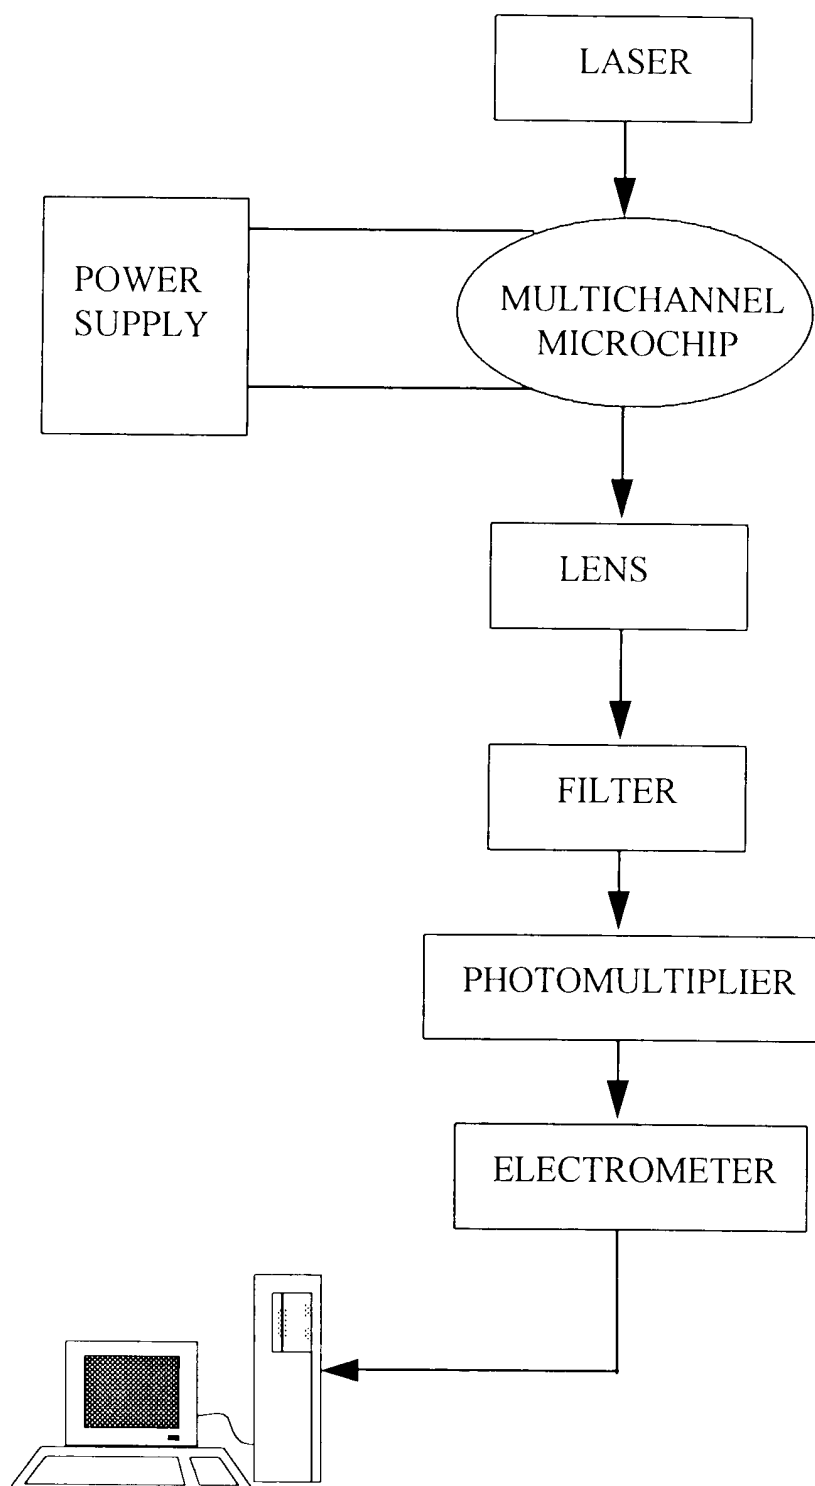 LASER
POWER
SUPPLY
MULTICHANNEL
MICROCHIP
LENS
FILTER
PHOTOMULTIPLIER
ELECTROMETER